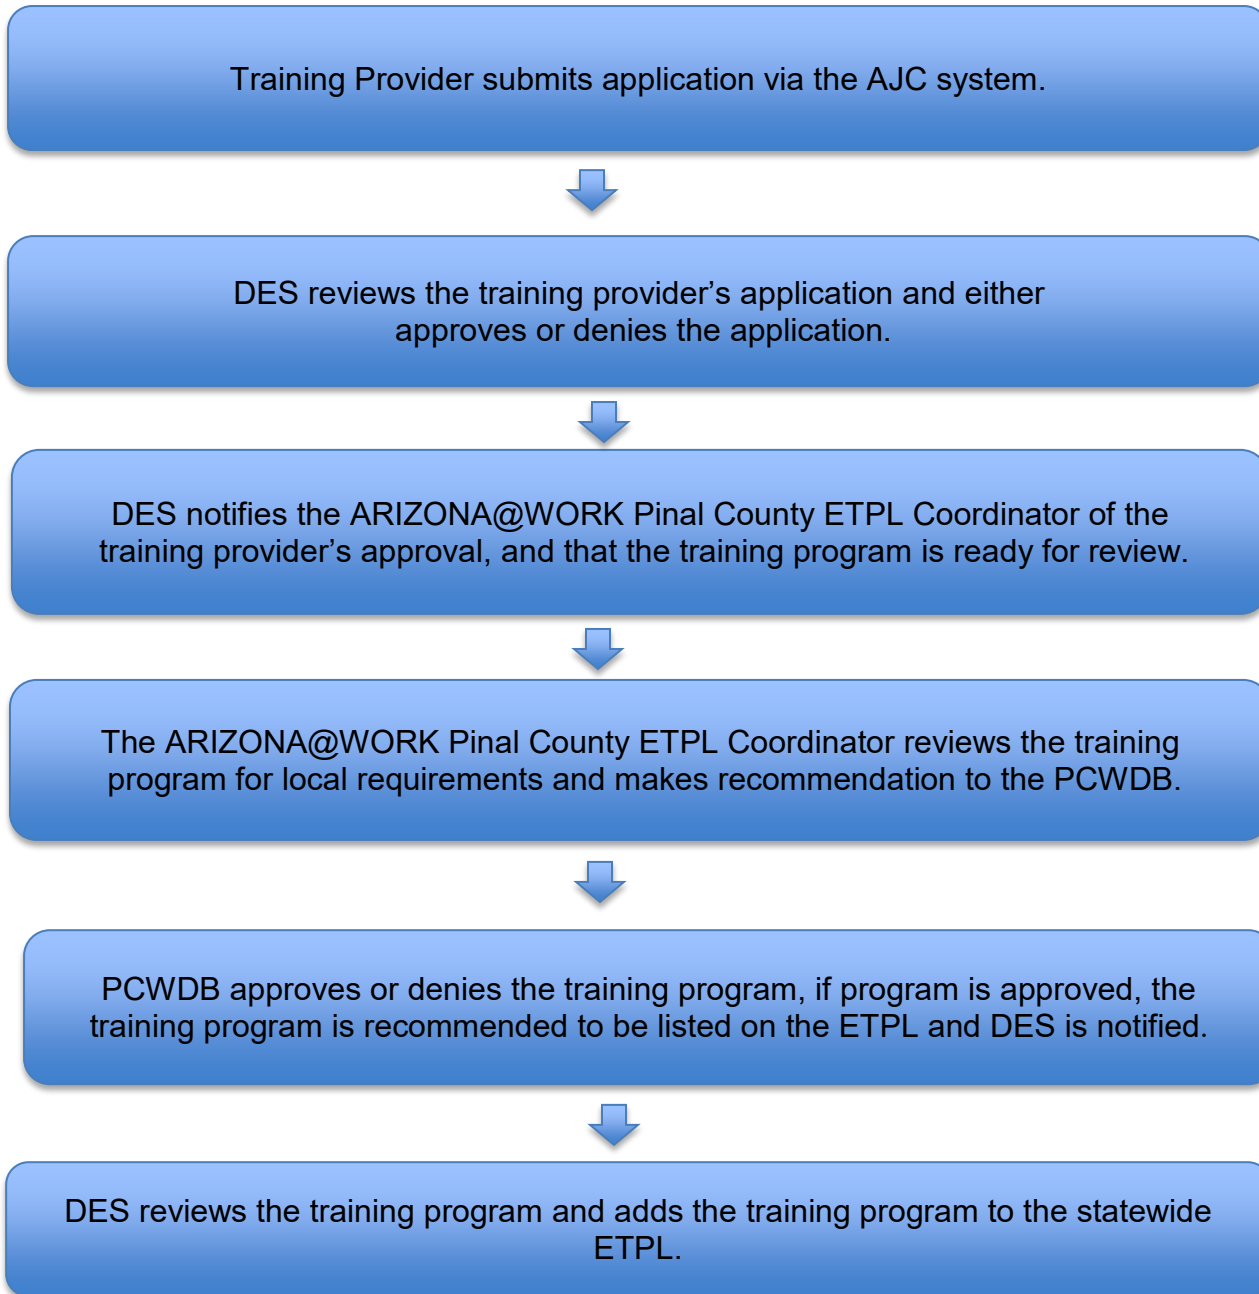 Training Provider submits application via the AJC system.
DES reviews the training provider’s application and either
approves or denies the application.
DES notifies the ARIZONA@WORK Pinal County ETPL Coordinator of the
training provider’s approval, and that the training program is ready for review.
The ARIZONA@WORK Pinal County ETPL Coordinator reviews the training
program for local requirements and makes recommendation to the PCWDB.
PCWDB approves or denies the training program, if program is approved, the
training program is recommended to be listed on the ETPL and DES is notified.
DES reviews the training program and adds the training program to the statewide
ETPL.